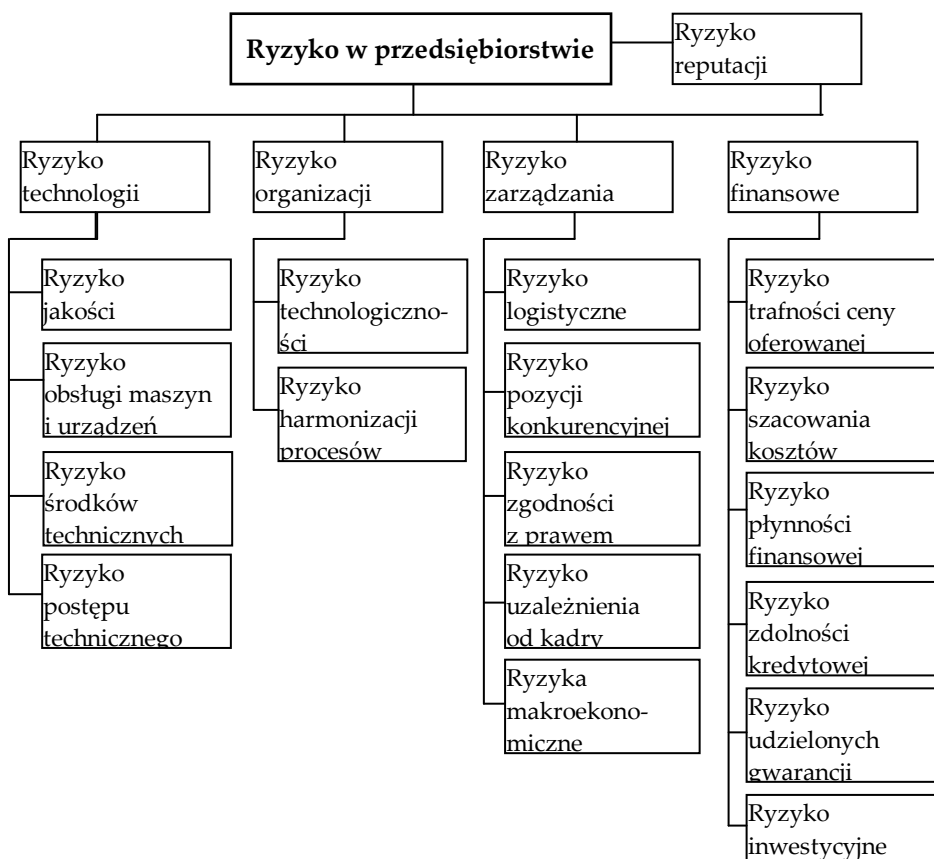 Ryzyko w przedsiębiorstwie
Ryzyko
reputacji
Ryzyko
technologii
Ryzyko
jakości
Ryzyko
obsługi maszyn
i urządzeń
Ryzyko
środków
technicznych
Ryzyko
postępu
technicznego
Ryzyko
organizacji
Ryzyko
technologiczno-
ści
Ryzyko
harmonizacji
procesów
Ryzyko
zarządzania
Ryzyko
logistyczne
Ryzyko
pozycji
konkurencyjnej
Ryzyko
zgodności
z prawem
Ryzyko
uzależnienia
od kadry
Ryzyka
makroekono-
miczne
Ryzyko
finansowe
Ryzyko
trafności ceny
oferowanej
Ryzyko
szacowania
kosztów
Ryzyko
płynności
finansowej
Ryzyko
zdolności
kredytowej
Ryzyko
udzielonych
gwarancji
Ryzyko
inwestycyjne